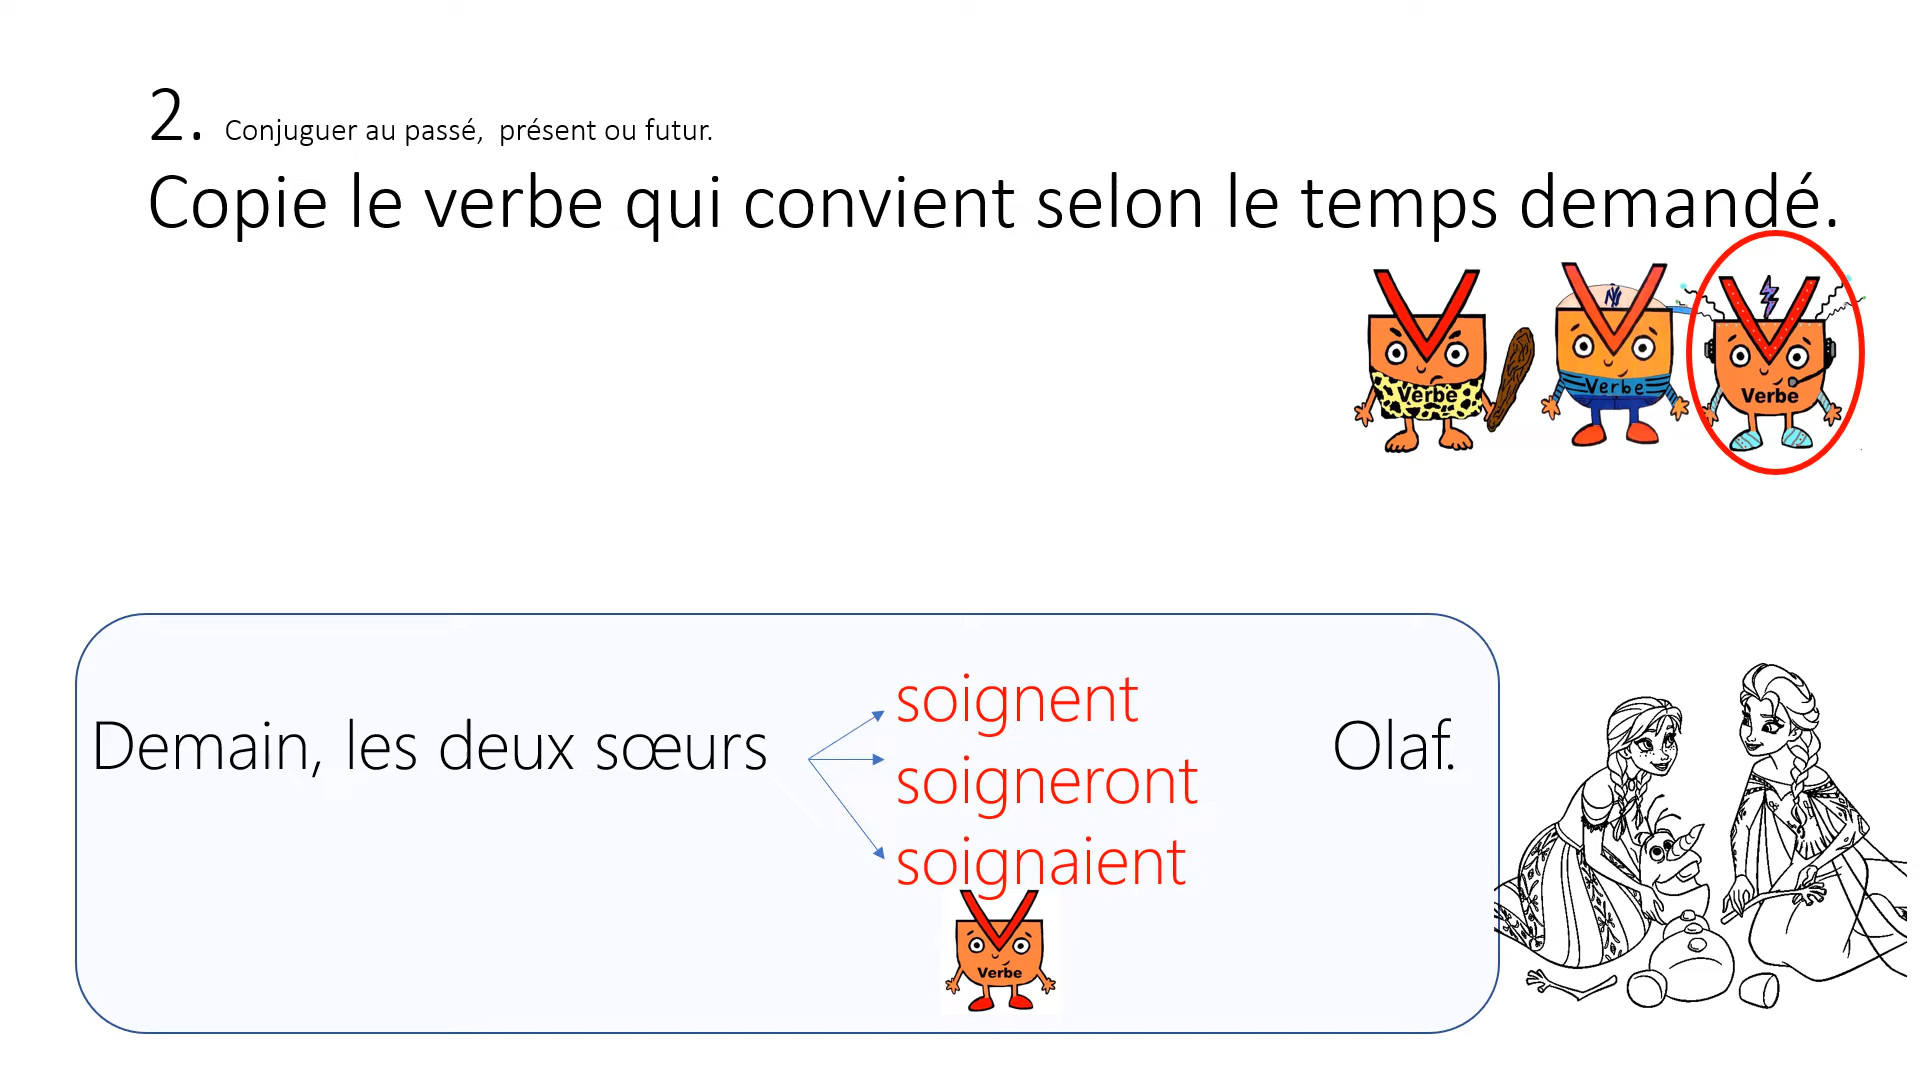 2. Conjuguer au passé, présent ou futur.
Copie le verbe qui convient selon le temps demandé.
Verbe
Verbe
Verbe
soignent
Demain, les deux sœurs
Olaf.
soigneront
soignaient
Verbe